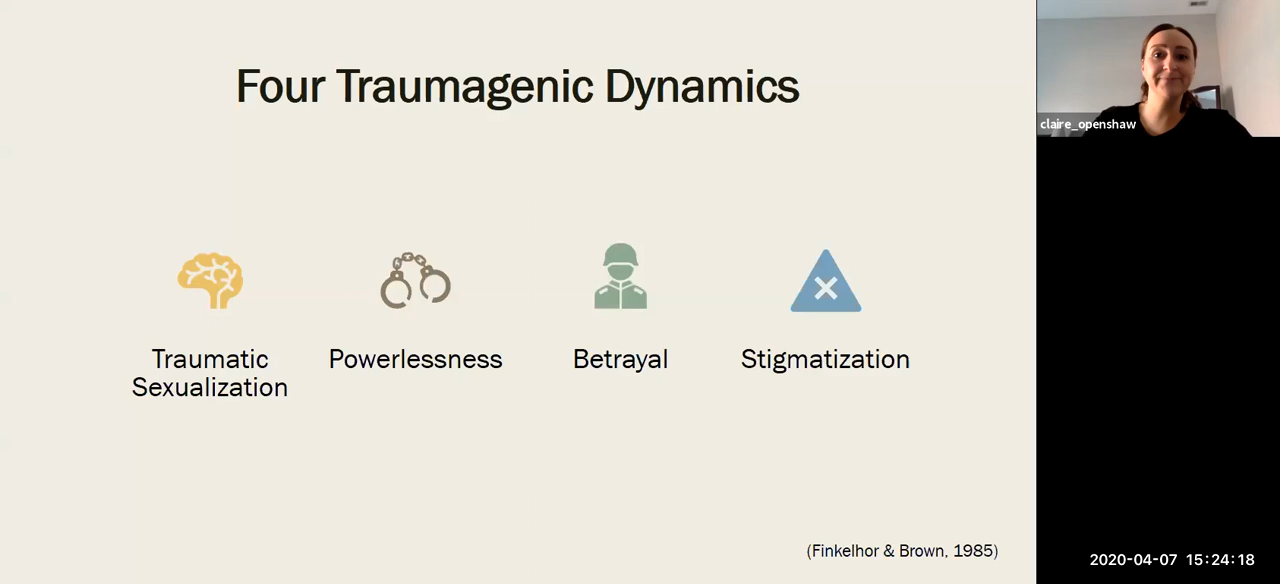 Four Traumagenic Dynamics
claire_openshaw
Traumatic
Sexualization
Powerlessness
Betrayal
Stigmatization
(Finkelhor & Brown, 1985)
2020-04-07 15:24:18